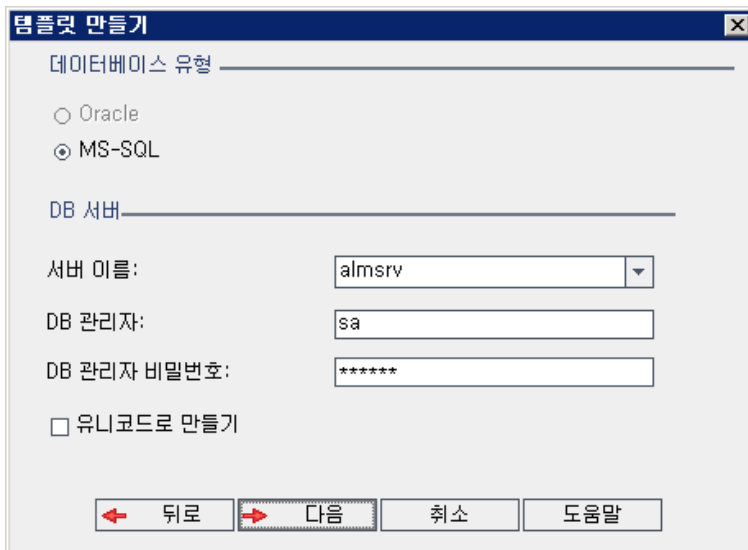 템플릿 만들기
데이터베이스 유형
Oracle
MS-SQL
DB 서버
서버 이름: almsrv
DB 관리자: sa
DB 관리자 비밀번호: ******
유니코드로 만들기
뒤로 다음 취소 도움말